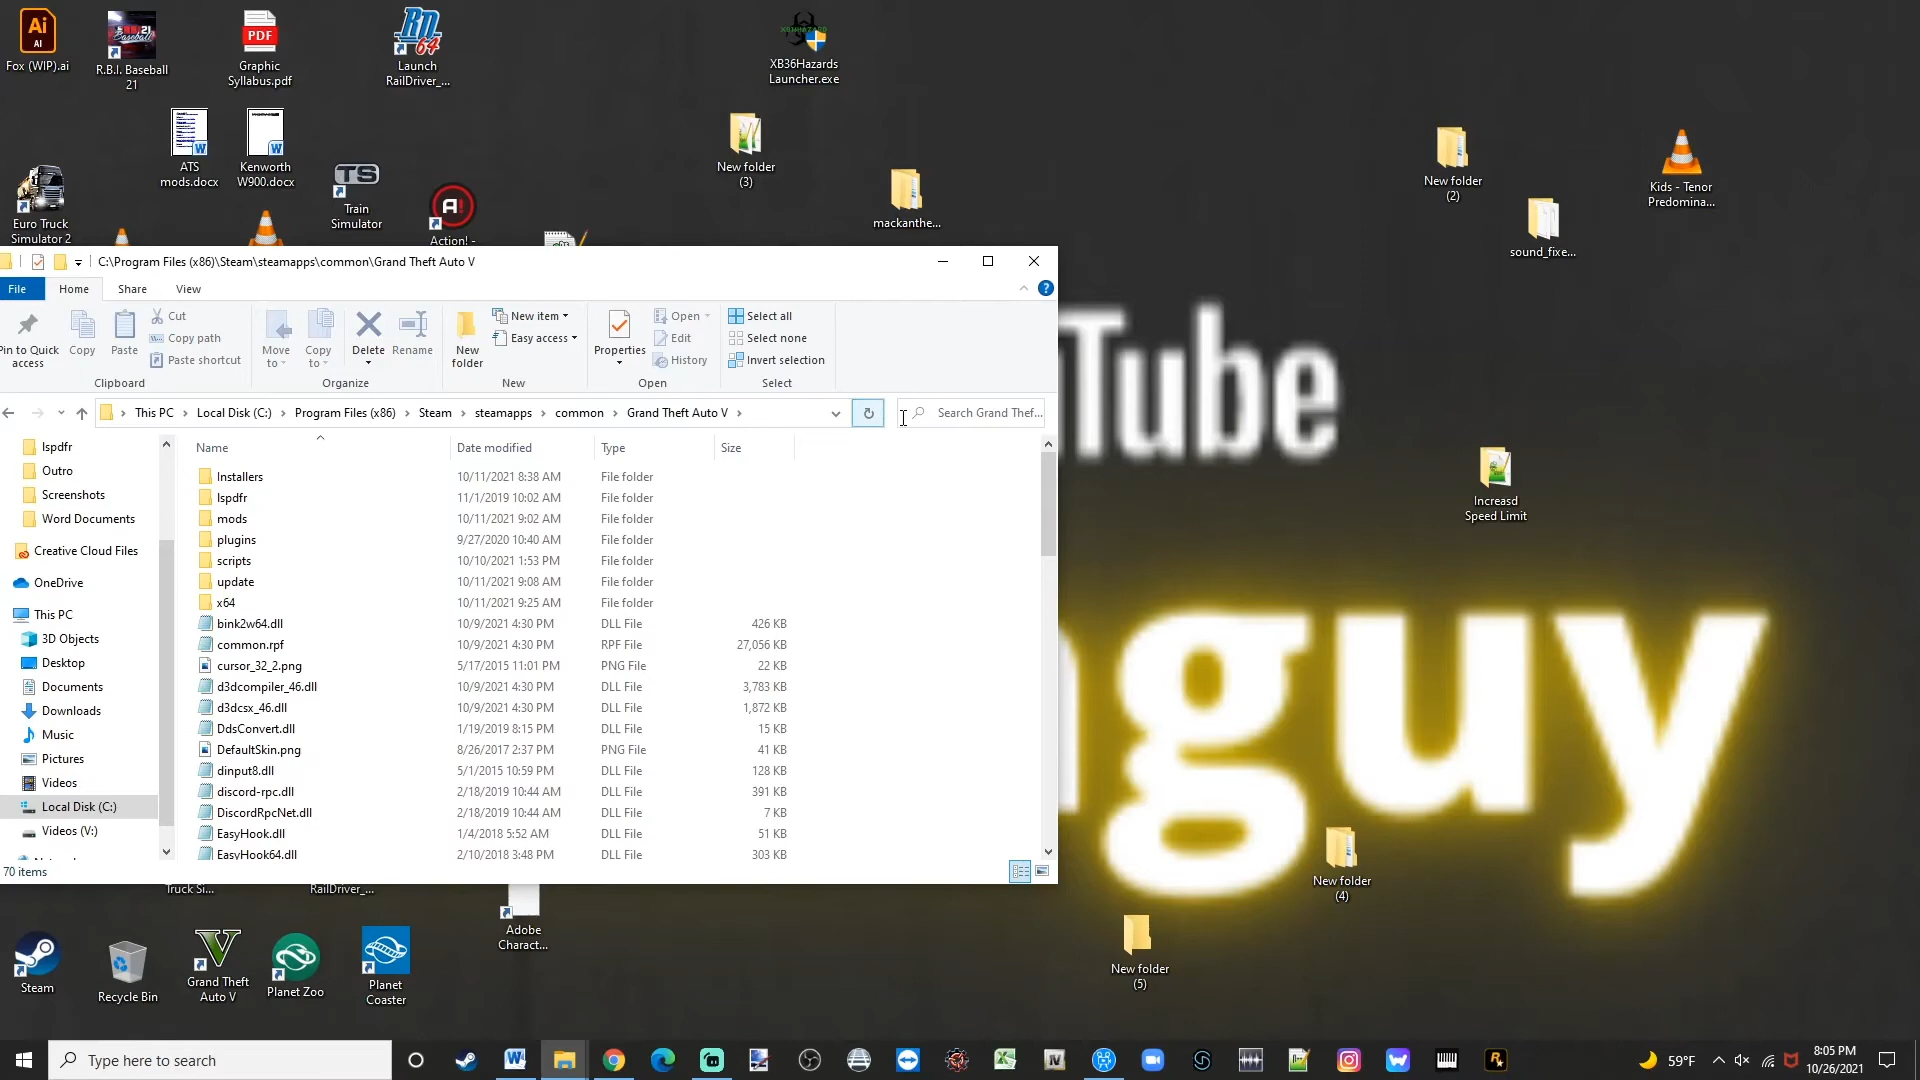 Ai
AI
Fox (WIP).ai
R.B.I. Baseball
21
PDF
Graphic
Syllabus.pdf
RD
64
Launch
RailDriver_...
XB36Hazards
Launcher.exe
ATS
mods.docx
Kenworth
W900.docx
Euro Truck
Simulator 2
TS
Train
Simulator
A!
Action! -
New folder
(3)
mackanthe...
New folder
(2)
sound_fixe...
Kids - Tenor
Predomina...
Tube
guy
Increasd
Speed Limit
New folder
(4)
New folder
(5)
C:\Program Files (x86)\Steam\steamapps\common\Grand Theft Auto V
File Home Share View
Pin to Quick
access
Copy
Paste
Cut
Copy path
Paste shortcut
Clipboard
Move
to
Copy
to
Delete
Rename
Organize
New
folder
New item
Easy access
New
Properties
Open
Edit
History
Open
Select all
Select none
Invert selection
Select
This PC > Local Disk (C:) > Program Files (x86) > Steam > steamapps > common > Grand Theft Auto V >
Search Grand Thef...
lspdfr
Outro
Screenshots
Word Documents
Creative Cloud Files
OneDrive
This PC
3D Objects
Desktop
Documents
Downloads
Music
Pictures
Videos
Local Disk (C:)
Videos (V:)
Name Date modified Type Size
Installers 10/11/2021 8:38 AM File folder
lspdfr 11/1/2019 10:02 AM File folder
mods 10/11/2021 9:02 AM File folder
plugins 9/27/2020 10:40 AM File folder
scripts 10/10/2021 1:53 PM File folder
update 10/11/2021 9:08 AM File folder
x64 10/11/2021 9:25 AM File folder
bink2w64.dll 10/9/2021 4:30 PM DLL File 426 KB
common.rpf 10/9/2021 4:30 PM RPF File 27,056 KB
cursor_32_2.png 5/17/2015 11:01 PM PNG File 22 KB
d3dcompiler_46.dll 10/9/2021 4:30 PM DLL File 3,783 KB
d3dcsx_46.dll 10/9/2021 4:30 PM DLL File 1,872 KB
DdsConvert.dll 1/19/2019 8:15 PM DLL File 15 KB
DefaultSkin.png 8/26/2017 2:37 PM PNG File 41 KB
dinput8.dll 5/1/2015 10:59 PM DLL File 128 KB
discord-rpc.dll 2/18/2019 10:44 AM DLL File 391 KB
DiscordRpcNet.dll 2/18/2019 10:44 AM DLL File 7 KB
EasyHook.dll 1/4/2018 5:52 AM DLL File 51 KB
EasyHook64.dll 2/10/2018 3:48 PM DLL File 303 KB
70 items
Truck Si...
RailDriver_...
Adobe
Charact...
Steam
Recycle Bin
Grand Theft
Auto V
Planet Zoo
Planet
Coaster
Type here to search
59°F
8:05 PM
10/26/2021